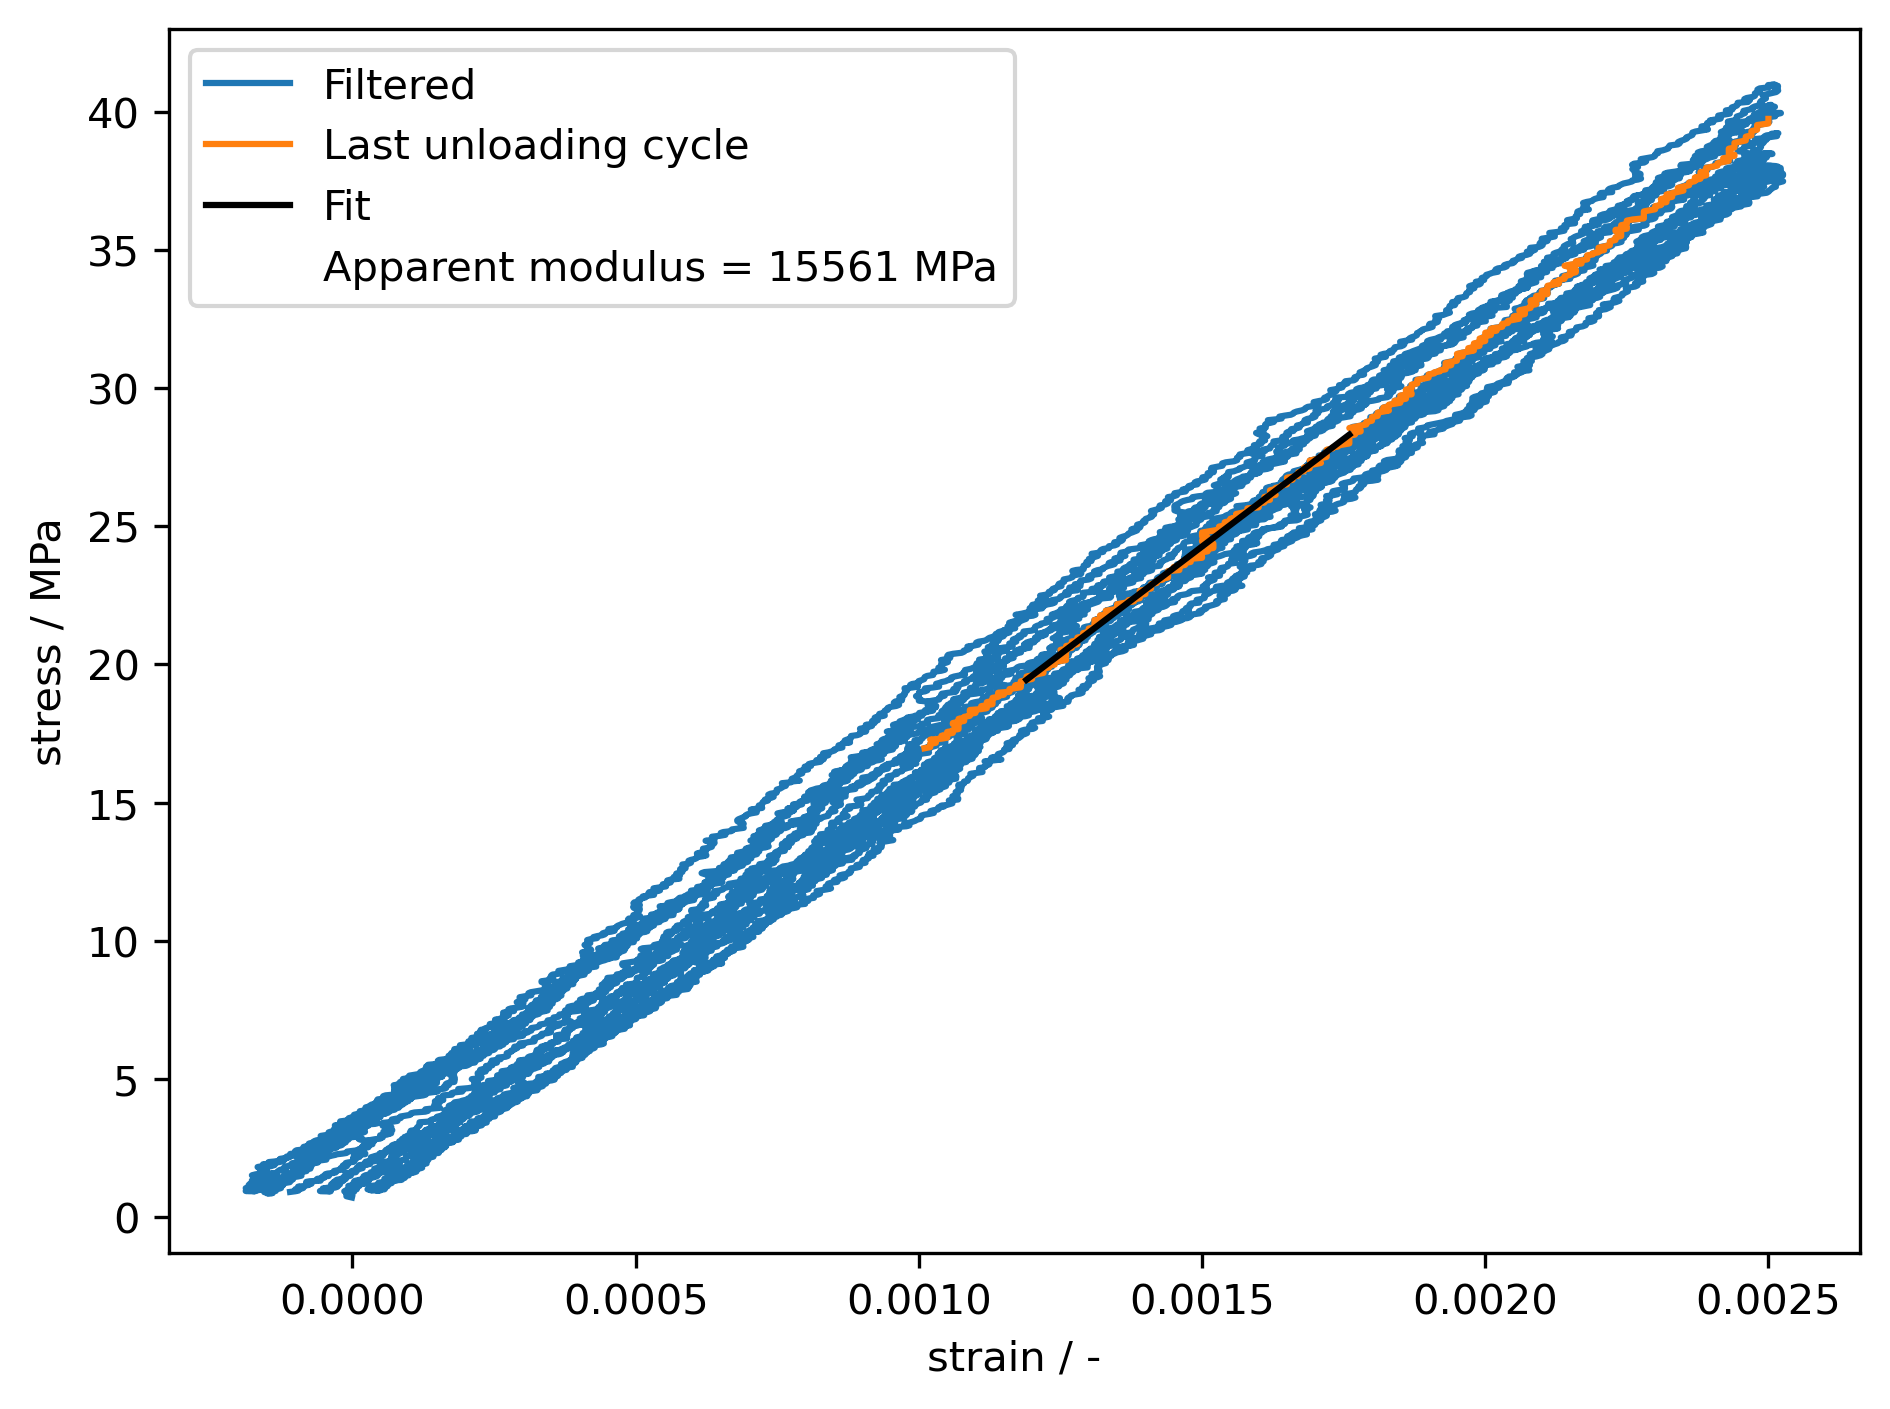 Filtered
Last unloading cycle
Fit
Apparent modulus = 15561 MPa
40
35
30
25
20
15
10
5
0
stress / MPa
0.0000 0.0005 0.0010 0.0015 0.0020 0.0025
strain / -